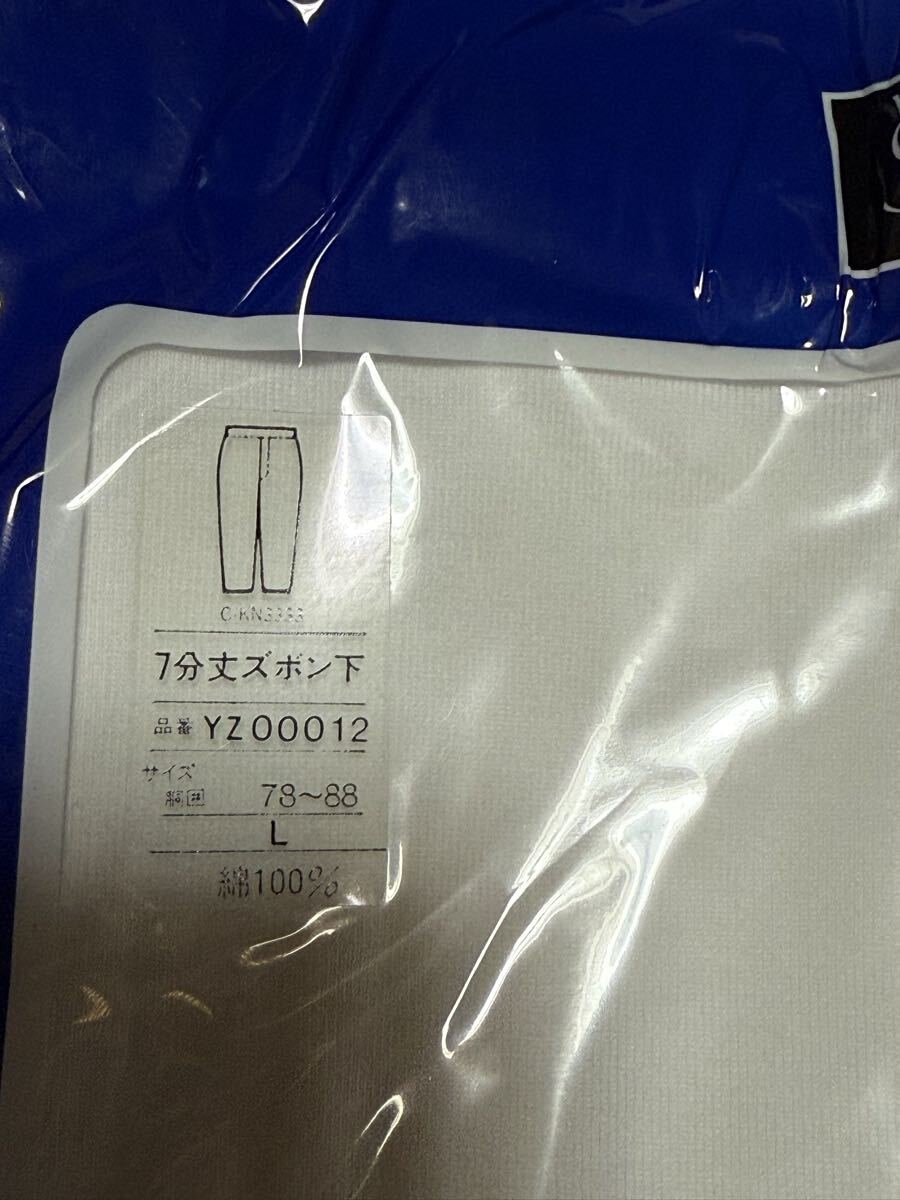 C-KN3333
7分丈ズボン下
品番 YZ00012
サイズ
胴囲 78~88
L
綿100%